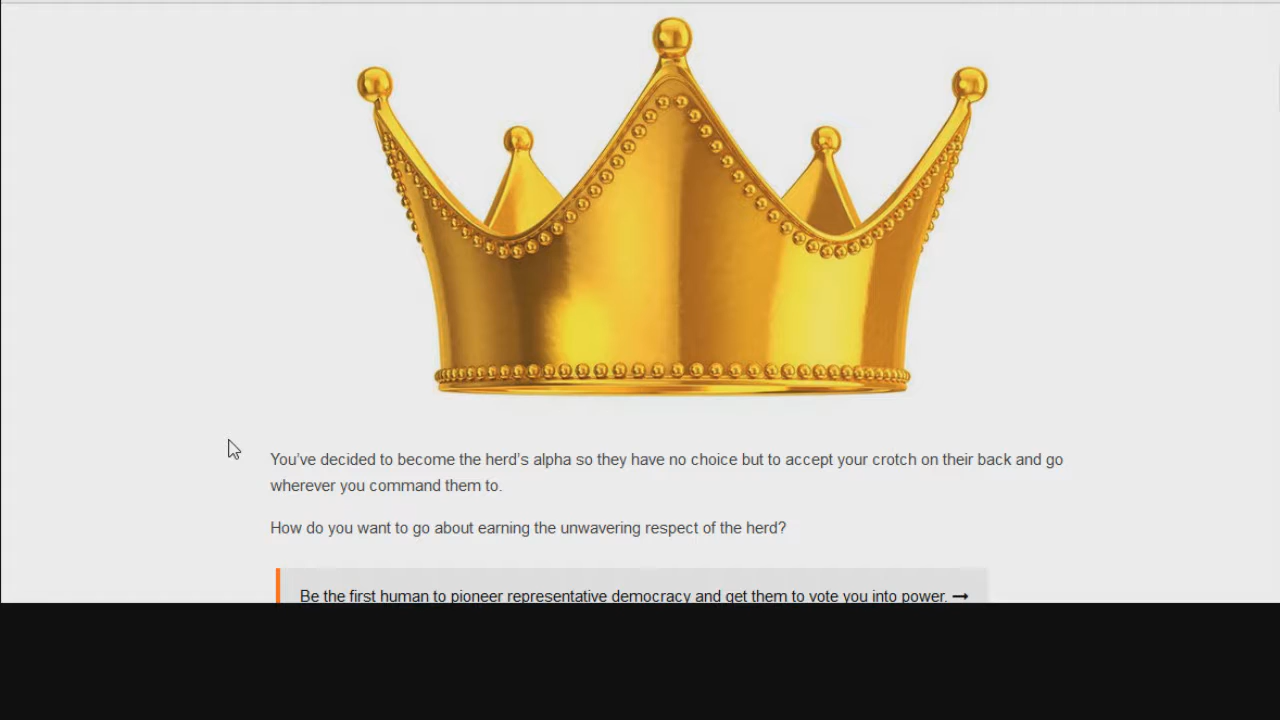 You've decided to become the herd's alpha so they have no choice but to accept your crotch on their back and go
wherever you command them to.
How do you want to go about earning the unwavering respect of the herd?
Be the first human to pioneer representative democracy and get them to vote you into power. →